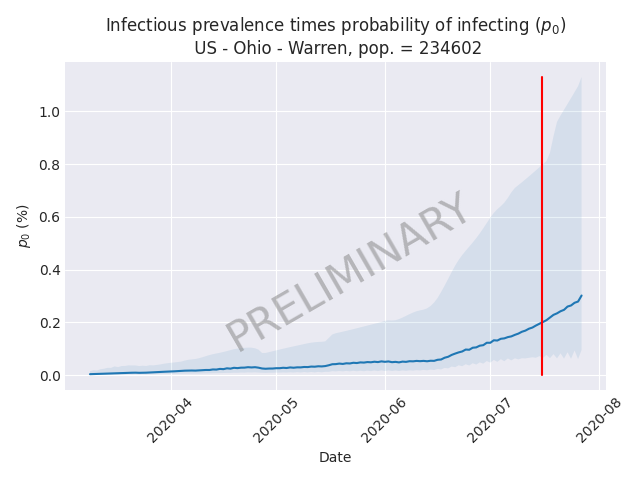 Infectious prevalence times probability of infecting (p₀)
US - Ohio - Warren, pop. = 234602
1.0
0.8
0.6
0.4
0.2
0.0
p₀ (%)
PRELIMINARY
2020-04
2020-05
2020-06
2020-07
2020-08
Date